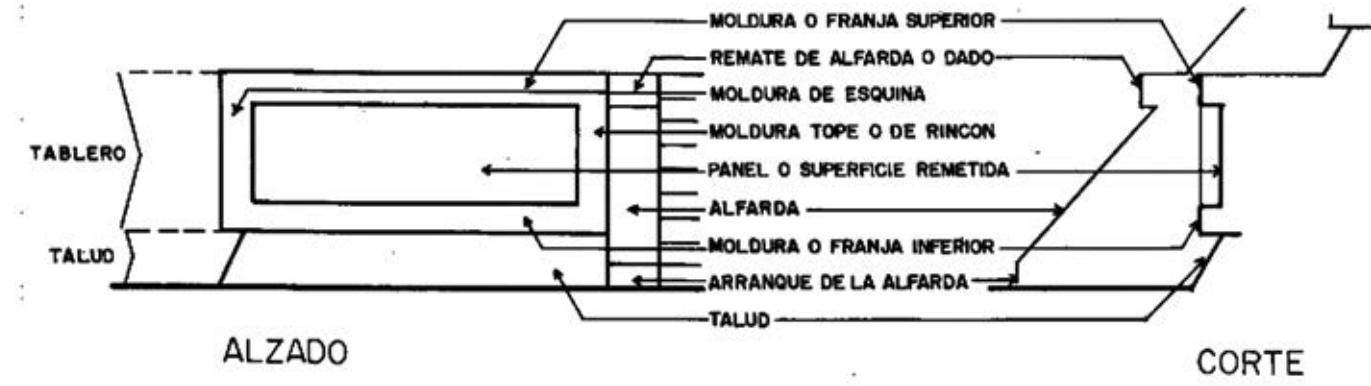 MOLDURA O FRANJA SUPERIOR
REMATE DE ALFARDA O DADO
MOLDURA DE ESQUINA
MOLDURA TOPE O DE RINCON
TABLERO
PANEL O SUPERFICIE REMETIDA
ALFARDA
MOLDURA O FRANJA INFERIOR
TALUD
ARRANQUE DE LA ALFARDA
TALUD
ALZADO
CORTE